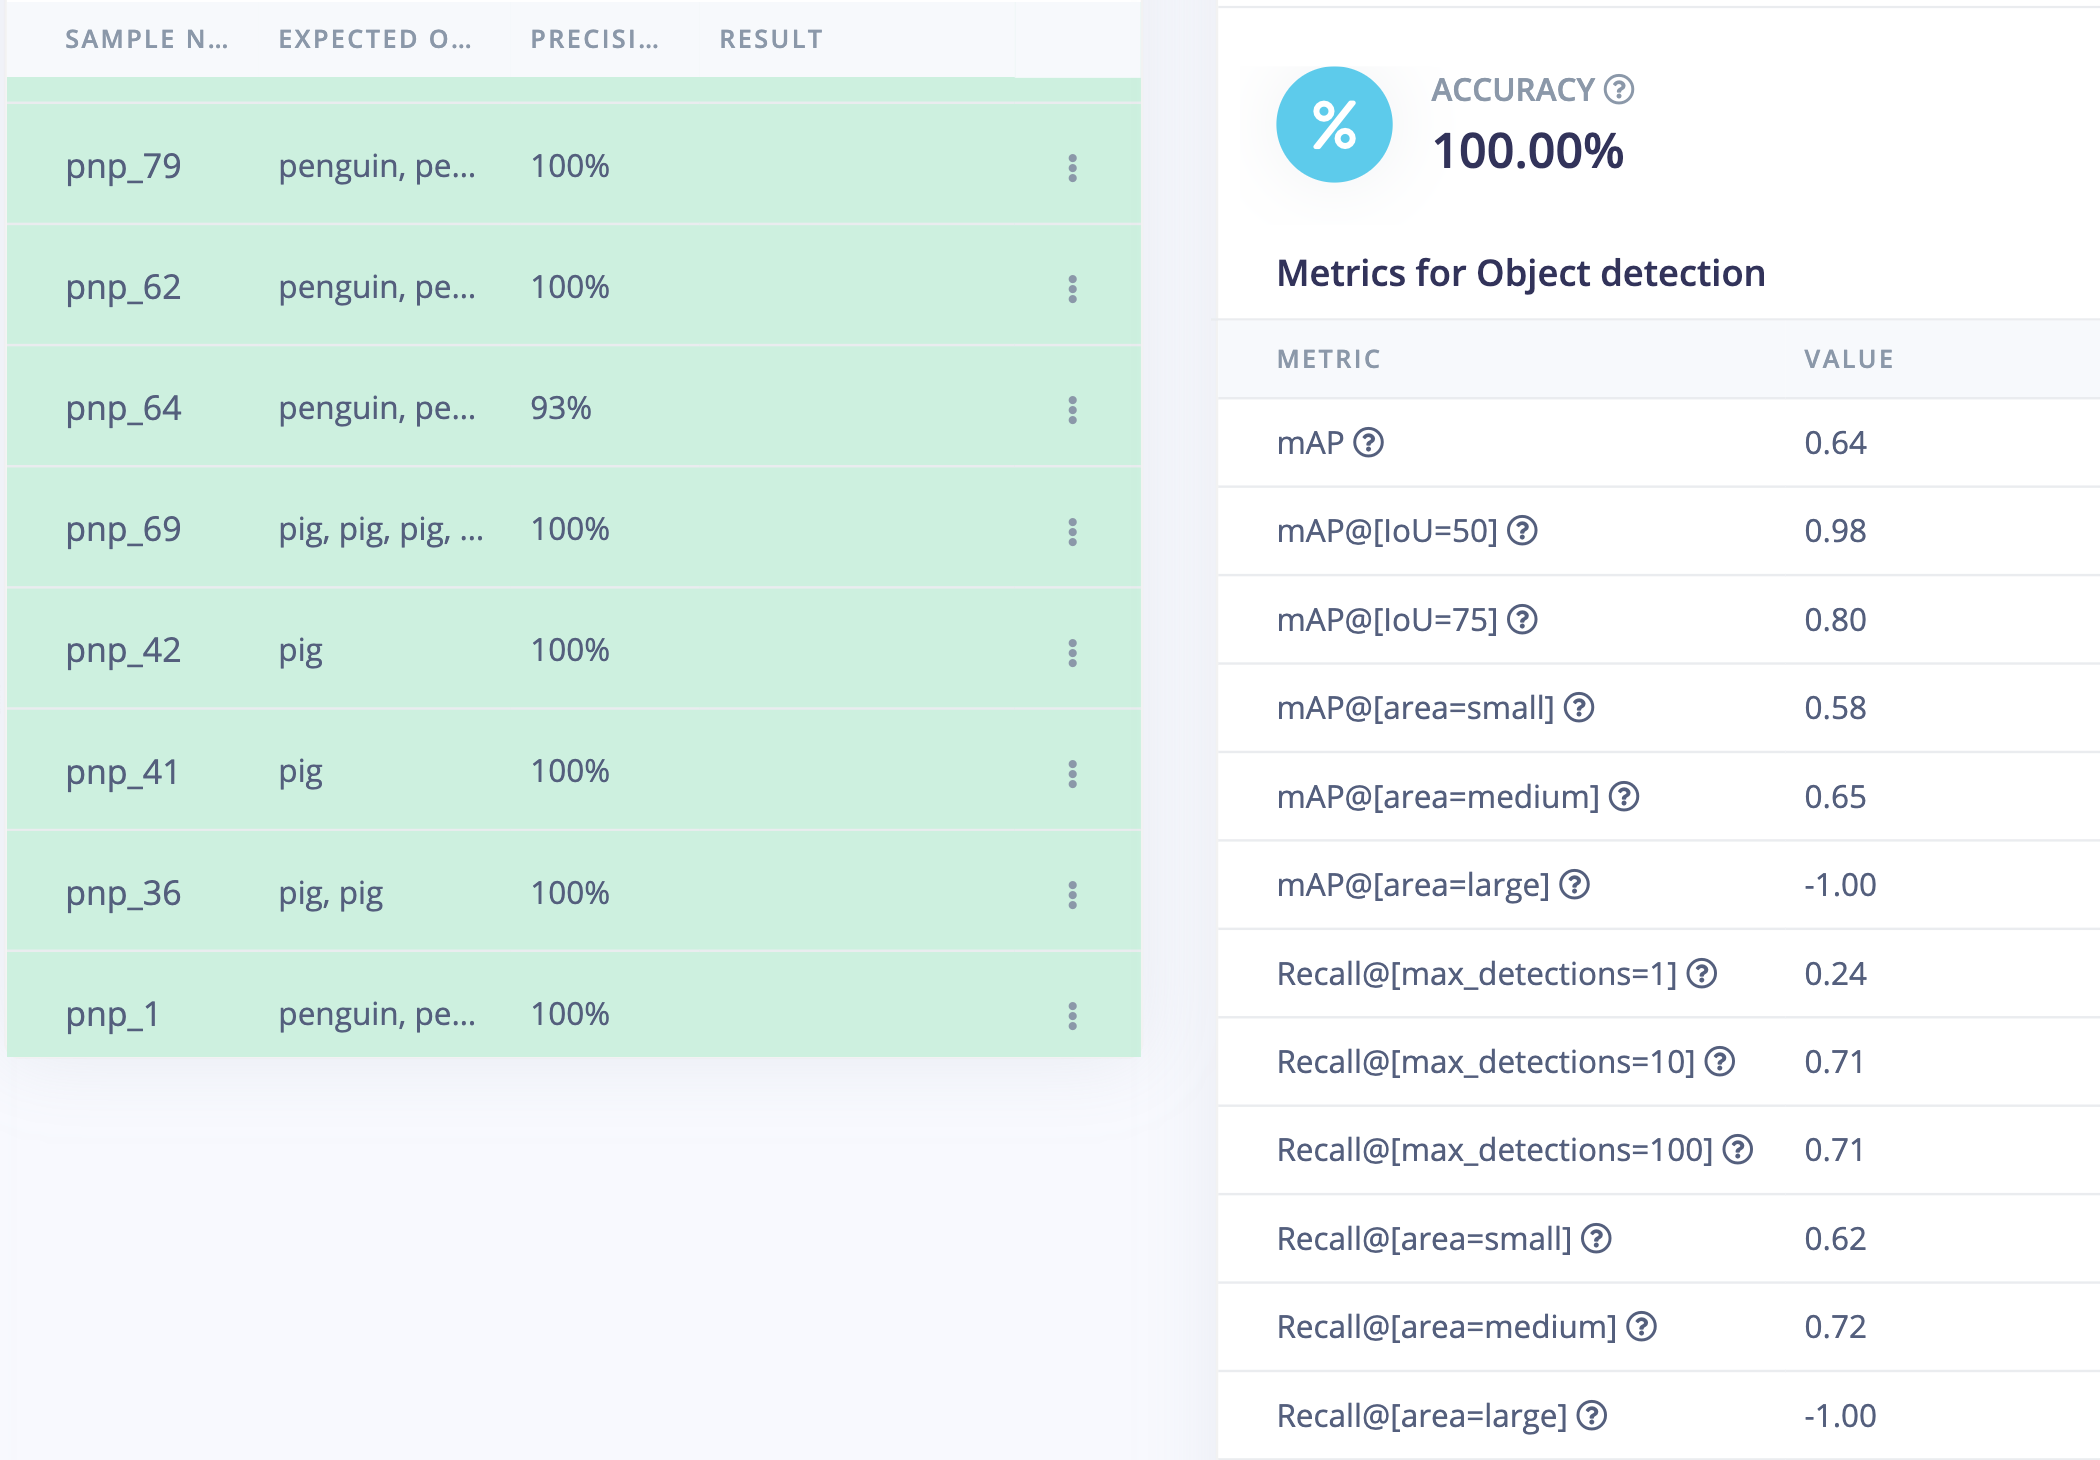 SAMPLE N... EXPECTED O... PRECISI... RESULT
pnp_79 penguin, pe... 100%
pnp_62 penguin, pe... 100%
pnp_64 penguin, pe... 93%
pnp_69 pig, pig, pig, ... 100%
pnp_42 pig 100%
pnp_41 pig 100%
pnp_36 pig, pig 100%
pnp_1 penguin, pe... 100%
%
ACCURACY ?
100.00%
Metrics for Object detection
METRIC VALUE
mAP ? 0.64
mAP@[IoU=50] ? 0.98
mAP@[IoU=75] ? 0.80
mAP@[area=small] ? 0.58
mAP@[area=medium] ? 0.65
mAP@[area=large] ? -1.00
Recall@[max_detections=1] ? 0.24
Recall@[max_detections=10] ? 0.71
Recall@[max_detections=100] ? 0.71
Recall@[area=small] ? 0.62
Recall@[area=medium] ? 0.72
Recall@[area=large] ? -1.00